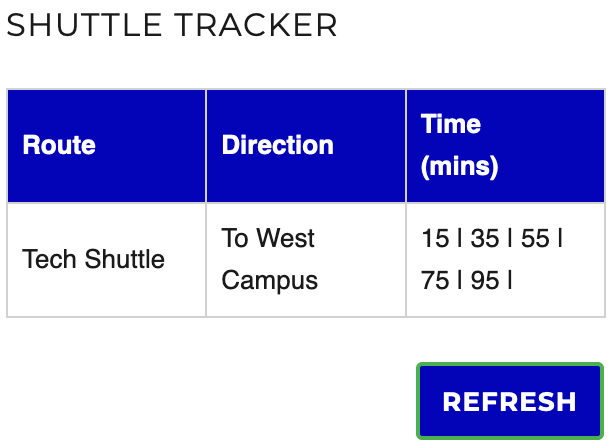 SHUTTLE TRACKER
Route
Direction
Time
(mins)
Tech Shuttle
To West
Campus
15 | 35 | 55 |
75 | 95 |
REFRESH